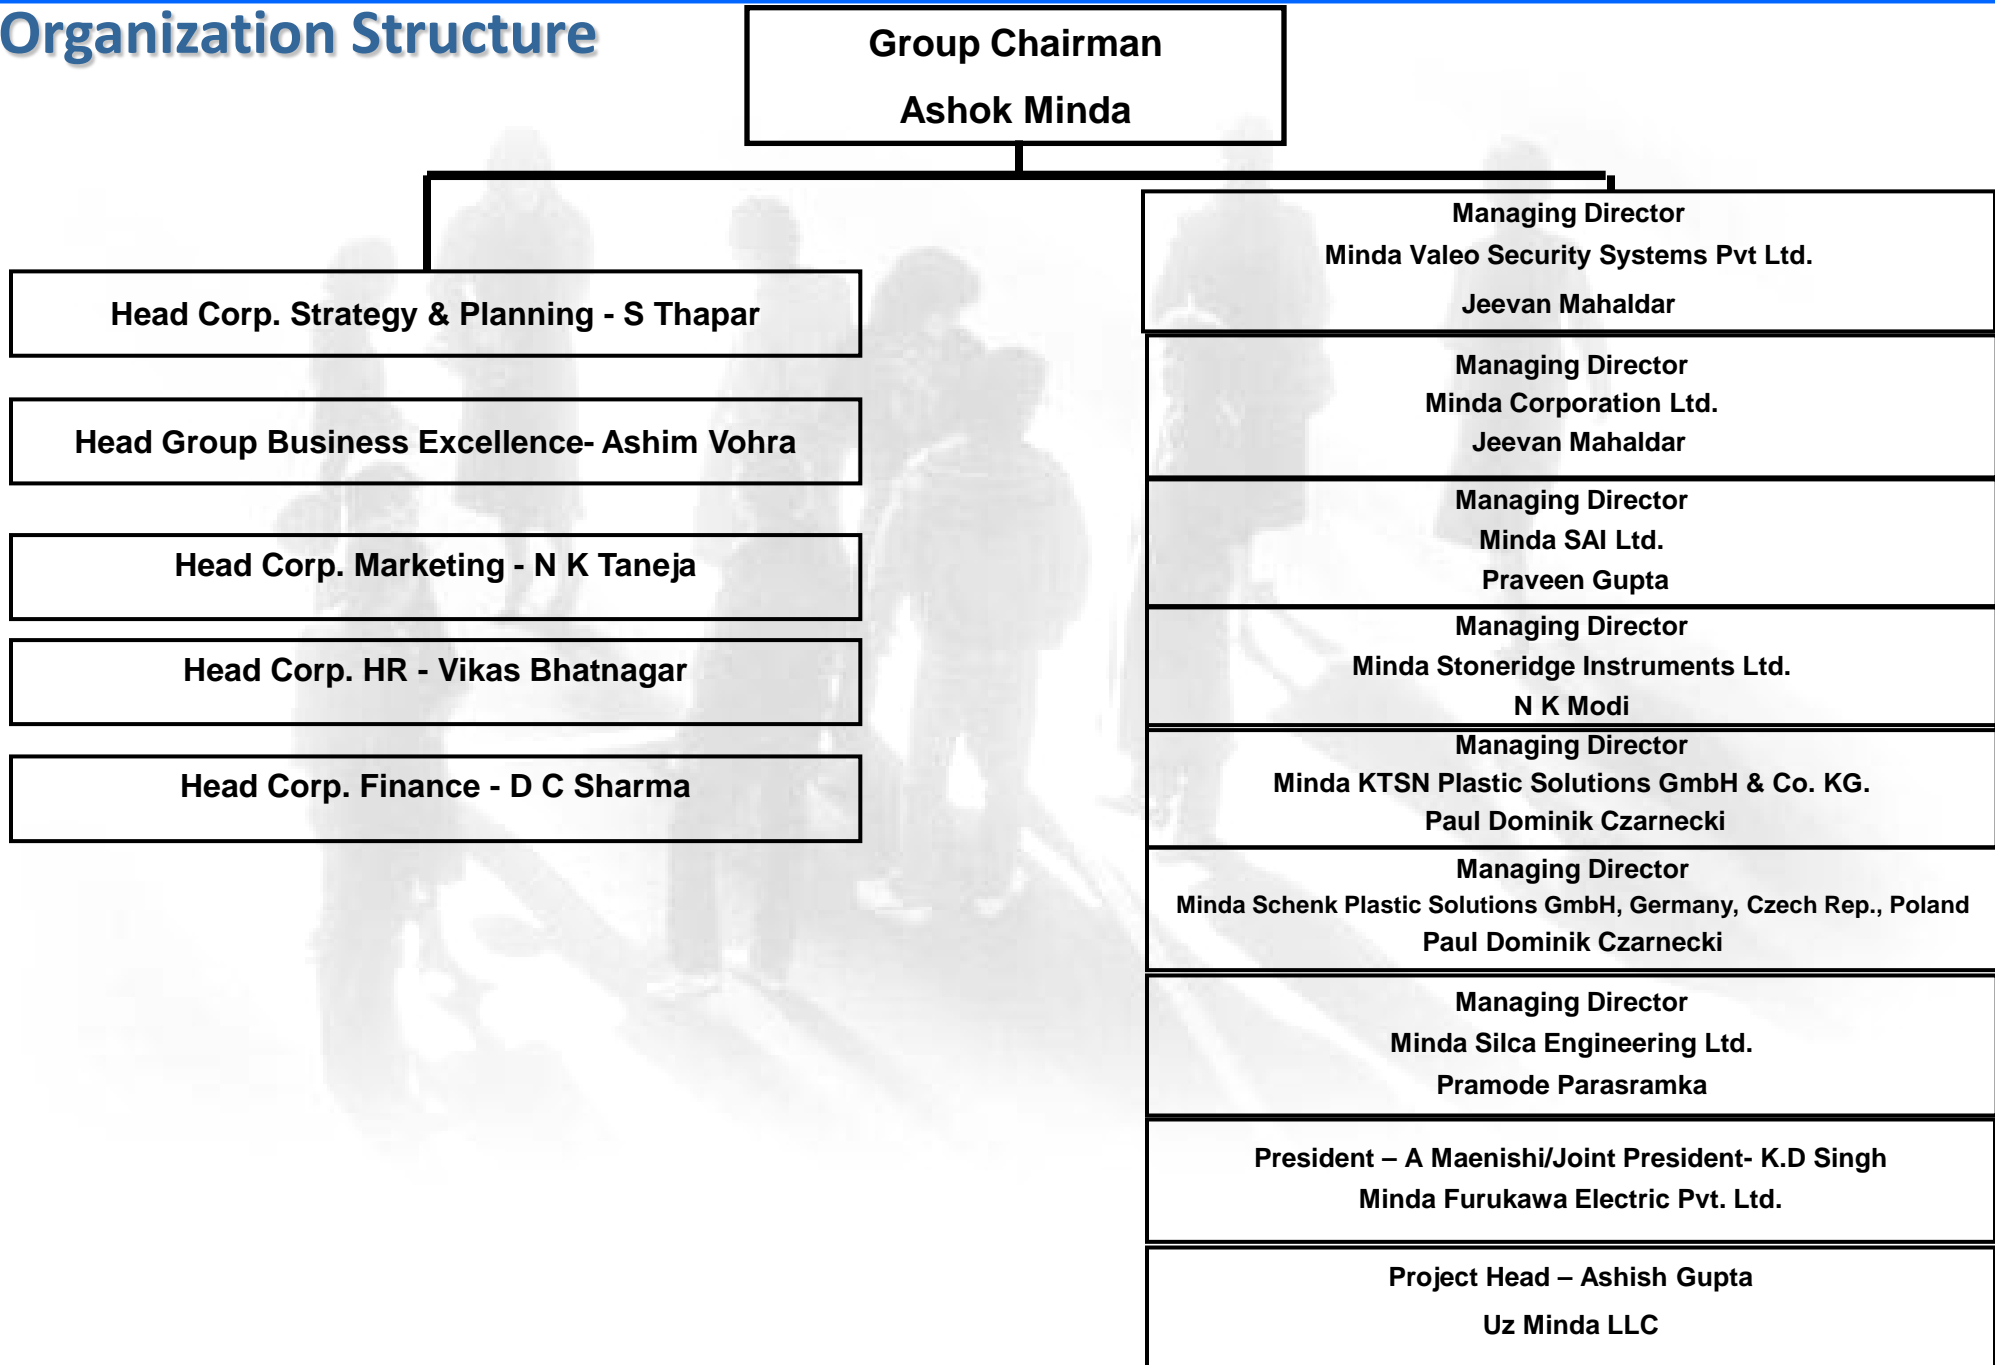 Organization Structure
Group Chairman
Ashok Minda
Head Corp. Strategy & Planning - S Thapar
Head Group Business Excellence- Ashim Vohra
Head Corp. Marketing - N K Taneja
Head Corp. HR - Vikas Bhatnagar
Head Corp. Finance - D C Sharma
Managing Director
Minda Valeo Security Systems Pvt Ltd.
Jeevan Mahaldar
Managing Director
Minda Corporation Ltd.
Jeevan Mahaldar
Managing Director
Minda SAI Ltd.
Praveen Gupta
Managing Director
Minda Stoneridge Instruments Ltd.
N K Modi
Managing Director
Minda KTSN Plastic Solutions GmbH & Co. KG.
Paul Dominik Czarnecki
Managing Director
Minda Schenk Plastic Solutions GmbH, Germany, Czech Rep., Poland
Paul Dominik Czarnecki
Managing Director
Minda Silca Engineering Ltd.
Pramode Parasramka
President – A Maenishi/Joint President- K.D Singh
Minda Furukawa Electric Pvt. Ltd.
Project Head – Ashish Gupta
Uz Minda LLC